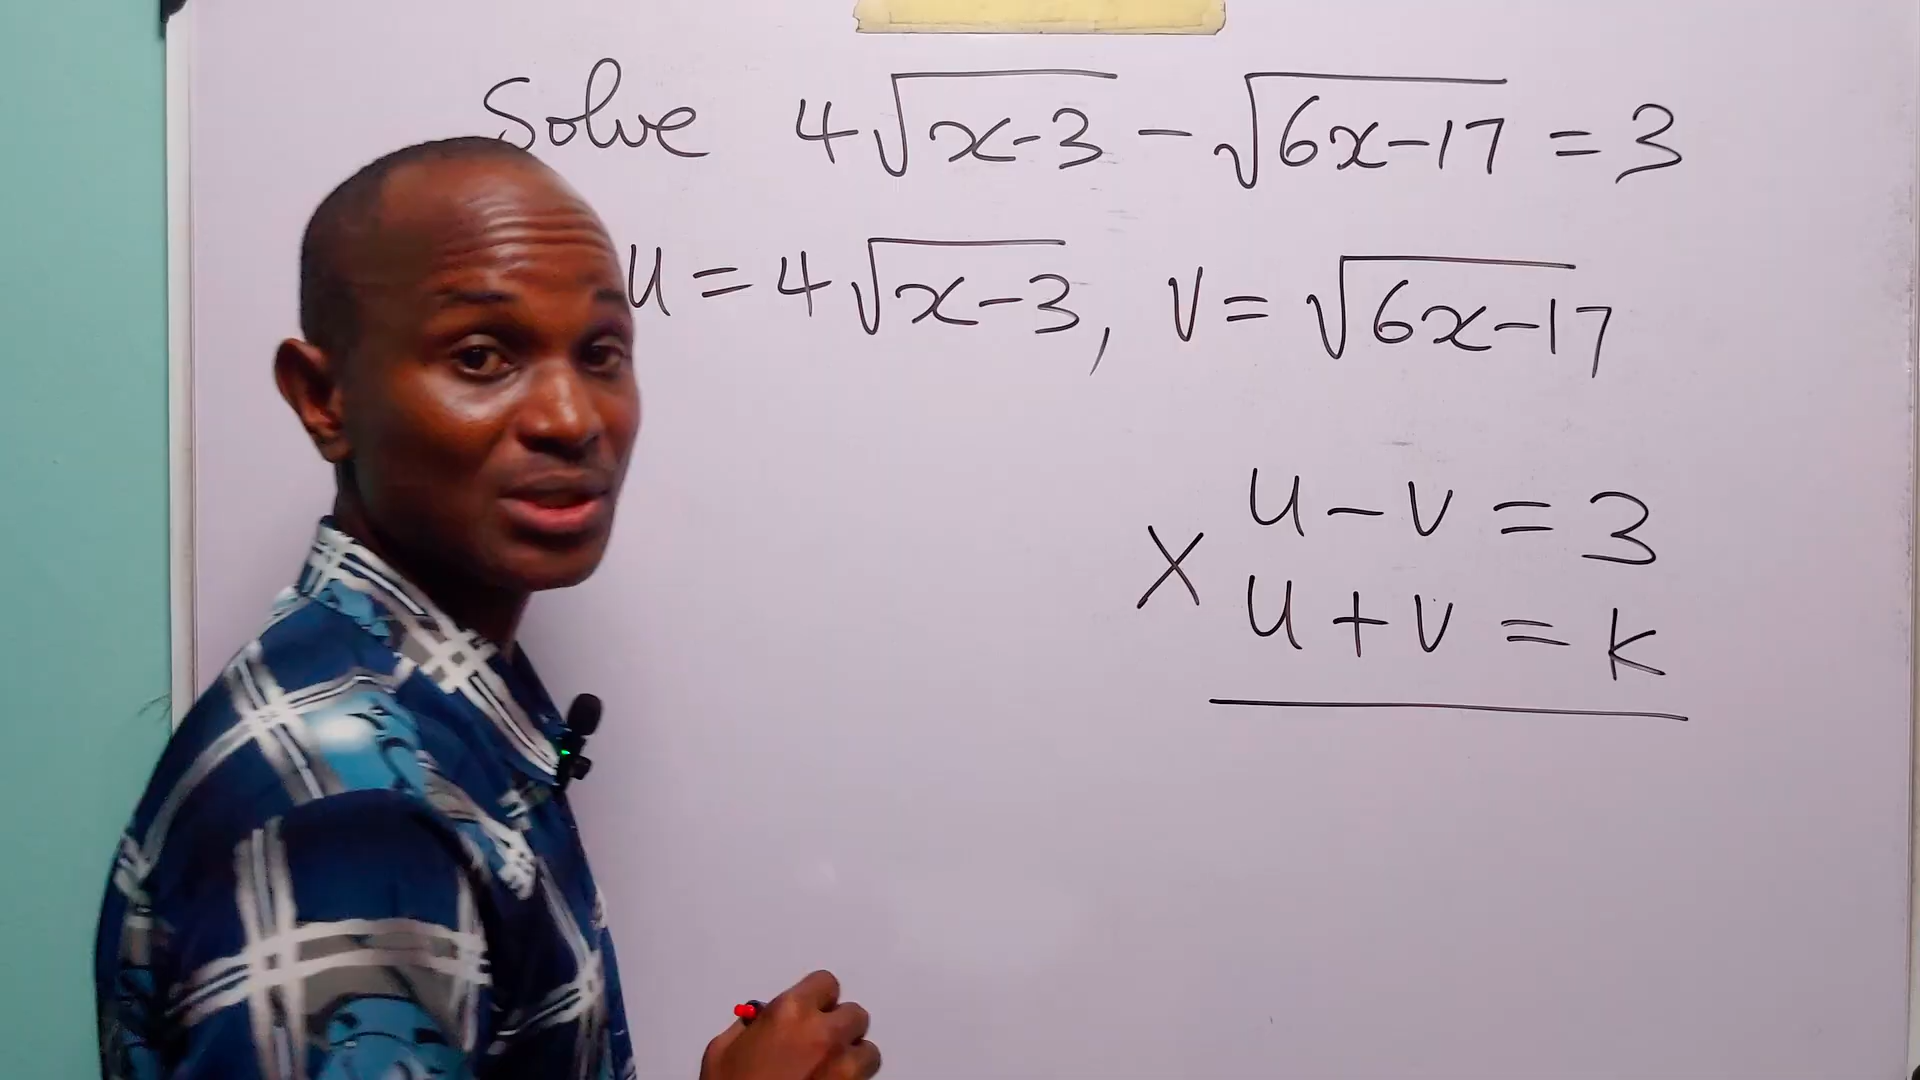 Solve 4√(x-3) - √(6x-17) = 3
u = 4√(x-3), v = √(6x-17)
u - v = 3
× u + v = k